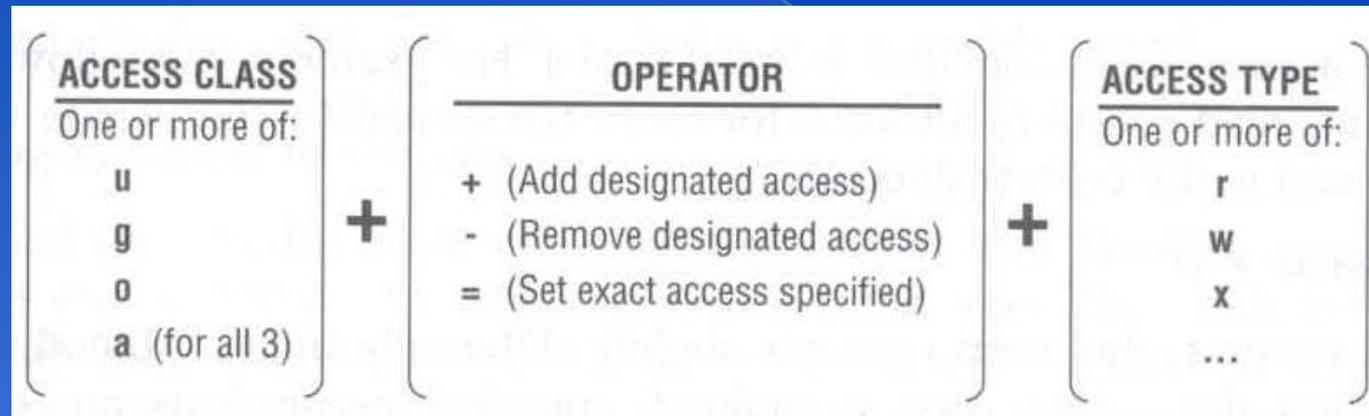 ACCESS CLASS
One or more of:
u
g
o
a (for all 3)
+
OPERATOR
+ (Add designated access)
- (Remove designated access)
= (Set exact access specified)
+
ACCESS TYPE
One or more of:
r
w
x
...